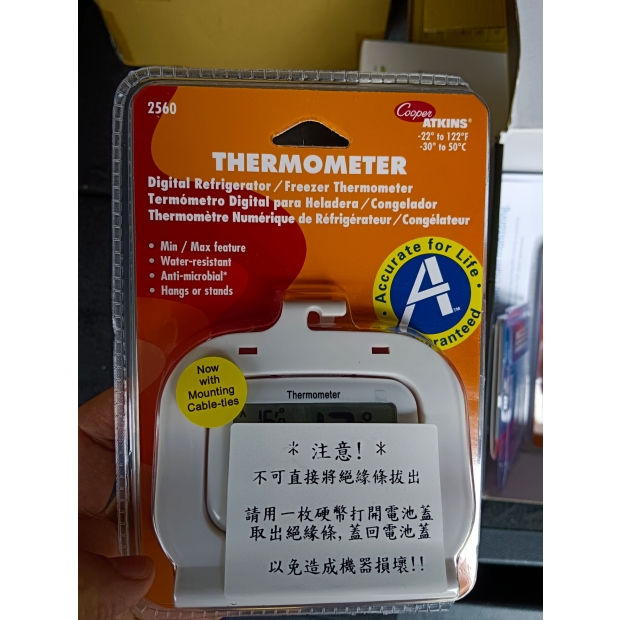 2560
Cooper
ATKINS®
-22° to 122°F
-30° to 50°C
THERMOMETER
Digital Refrigerator / Freezer Thermometer
Termómetro Digital para Heladera / Congelador
Thermomètre Numérique de Réfrigérateur / Congélateur
• Min / Max feature
• Water-resistant
• Anti-microbial*
• Hangs or stands
• Accurate for Life •
A™
Now
with
Mounting
Cable-ties
Thermometer
* 注意! *
不可直接將絕緣條拔出
請用一枚硬幣打開電池蓋
取出絕緣條,蓋回電池蓋
以免造成機器損壞!!